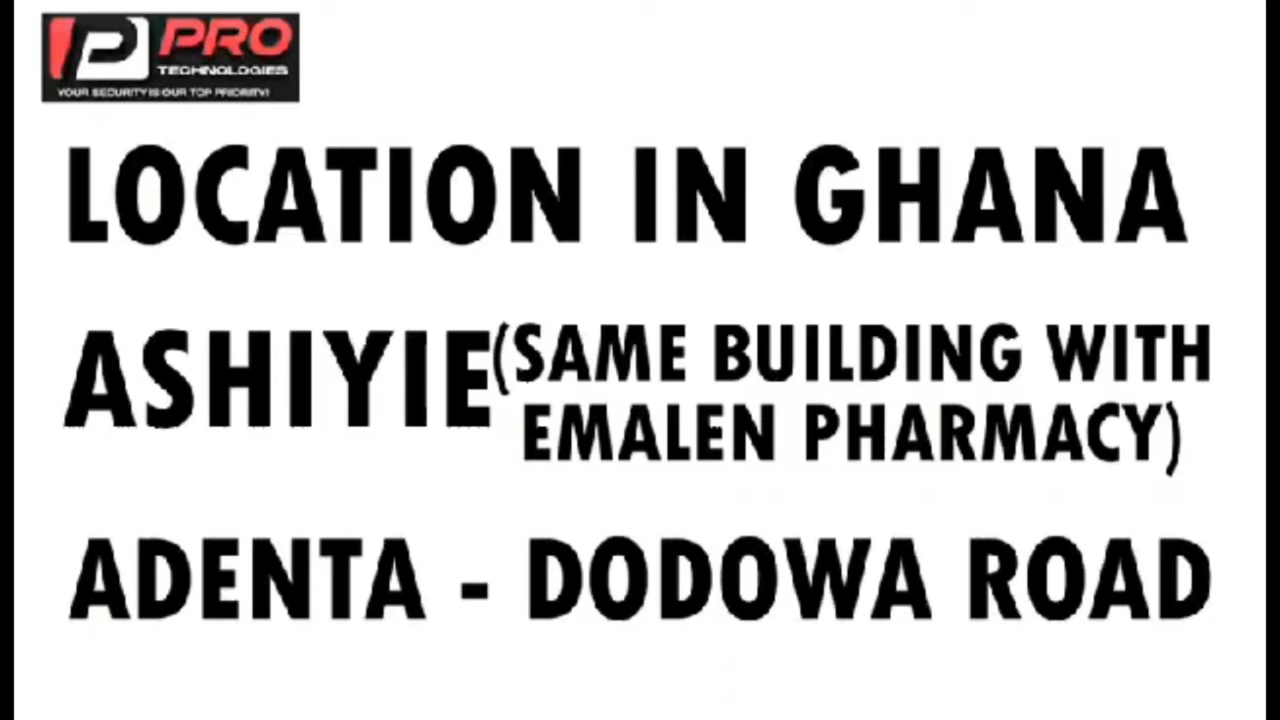 PRO
TECHNOLOGIES
YOUR SECURITY IS OUR TOP PRIORITY!
LOCATION IN GHANA
ASHIYIE (SAME BUILDING WITH
EMALEN PHARMACY)
ADENTA - DODOWA ROAD